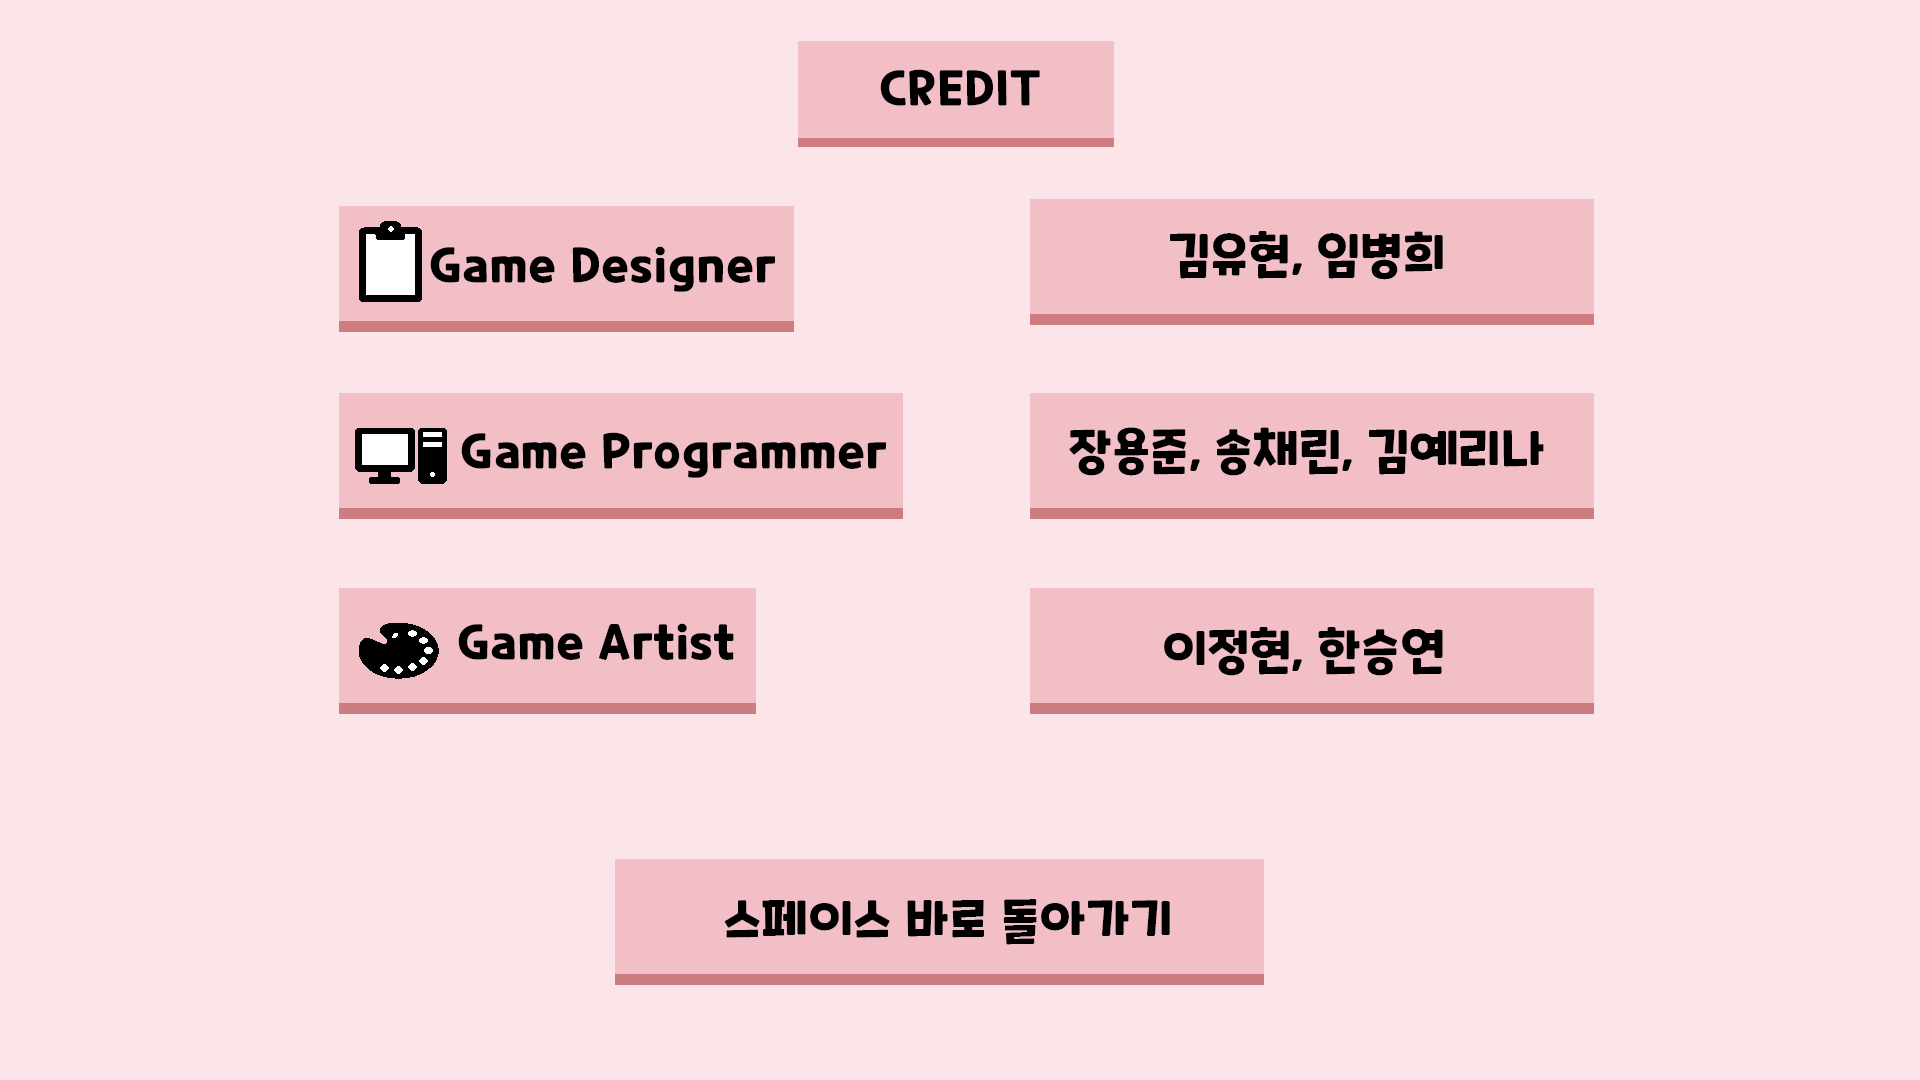 CREDIT
Game Designer
김유현, 임병희
Game Programmer
장용준, 송채린, 김예리나
Game Artist
이정현, 한승연
스페이스 바로 돌아가기